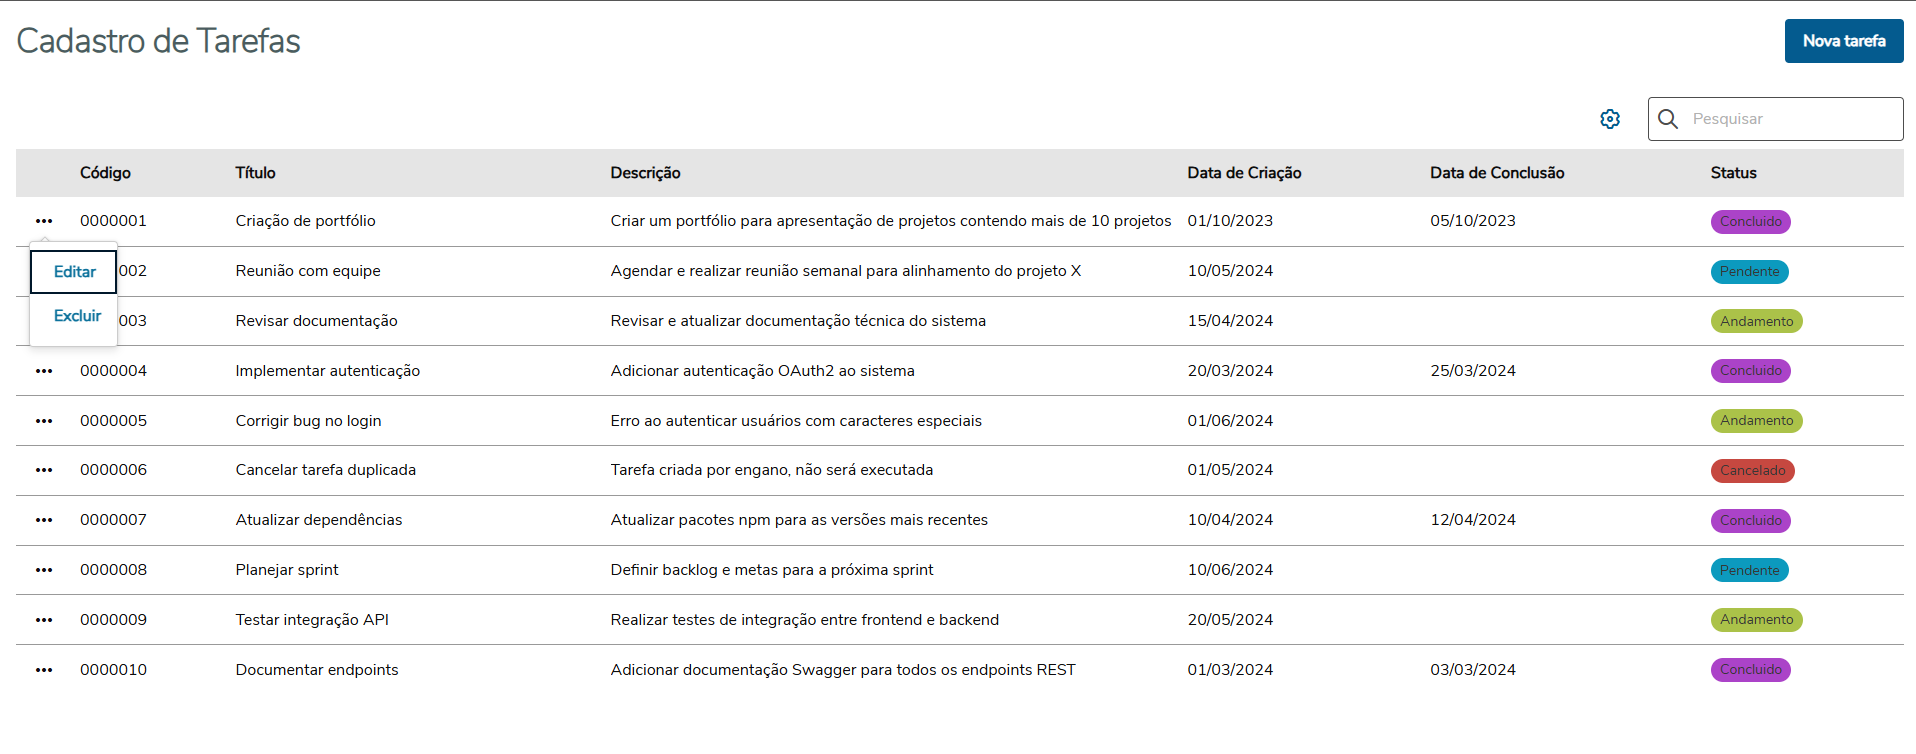 Cadastro de Tarefas
Nova tarefa
Pesquisar
Código Título Descrição Data de Criação Data de Conclusão Status
0000001 Criação de portfólio Criar um portfólio para apresentação de projetos contendo mais de 10 projetos 01/10/2023 05/10/2023 Concluido
Editar
002 Reunião com equipe Agendar e realizar reunião semanal para alinhamento do projeto X 10/05/2024 Pendente
Excluir
003 Revisar documentação Revisar e atualizar documentação técnica do sistema 15/04/2024 Andamento
0000004 Implementar autenticação Adicionar autenticação OAuth2 ao sistema 20/03/2024 25/03/2024 Concluido
0000005 Corrigir bug no login Erro ao autenticar usuários com caracteres especiais 01/06/2024 Andamento
0000006 Cancelar tarefa duplicada Tarefa criada por engano, não será executada 01/05/2024 Cancelado
0000007 Atualizar dependências Atualizar pacotes npm para as versões mais recentes 10/04/2024 12/04/2024 Concluido
0000008 Planejar sprint Definir backlog e metas para a próxima sprint 10/06/2024 Pendente
0000009 Testar integração API Realizar testes de integração entre frontend e backend 20/05/2024 Andamento
0000010 Documentar endpoints Adicionar documentação Swagger para todos os endpoints REST 01/03/2024 03/03/2024 Concluido